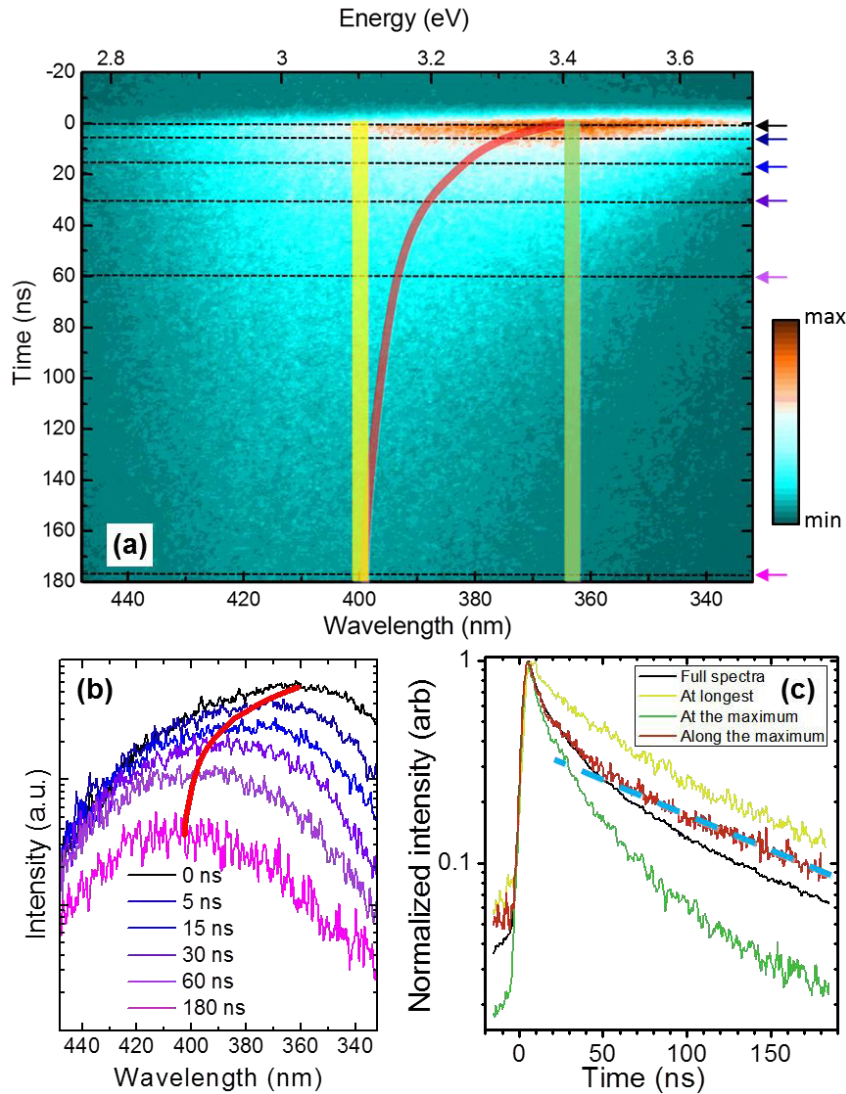 Energy (eV)
2.8 3 3.2 3.4 3.6
-20
0
20
40
60
80
100
120
140
160
180
Time (ns)
max
min
(a)
440 420 400 380 360 340
Wavelength (nm)
(b)
Intensity (a.u.)
0 ns
5 ns
15 ns
30 ns
60 ns
180 ns
440 420 400 380 360 340
Wavelength (nm)
(c)
Normalized intensity (arb)
1
0.1
Full spectra
At longest
At the maximum
Along the maximum
0 50 100 150
Time (ns)